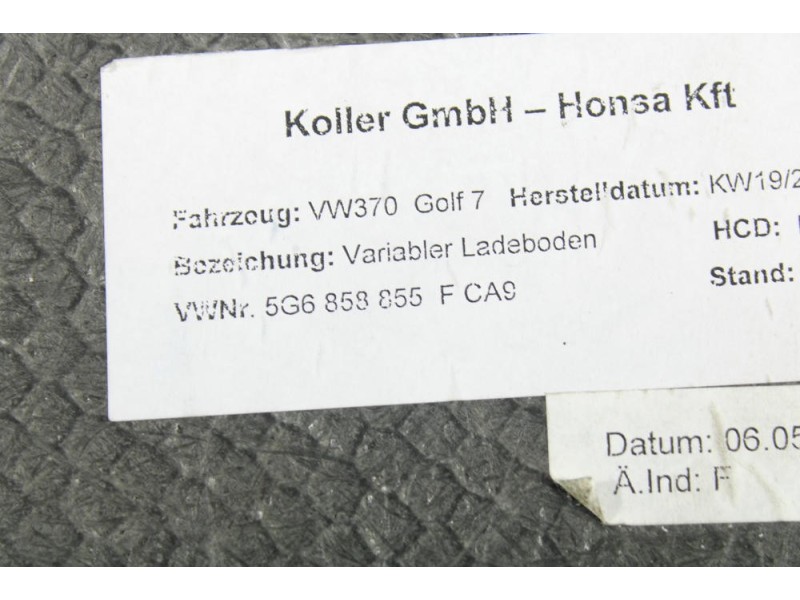 Koller GmbH – Honsa Kft
Fahrzeug: VW370 Golf 7 Herstelldatum: KW19/2
Bezeichung: Variabler Ladeboden HCD:
VWNr. 5G6 858 855 F CA9 Stand:
Datum: 06.05
Ä.Ind: F